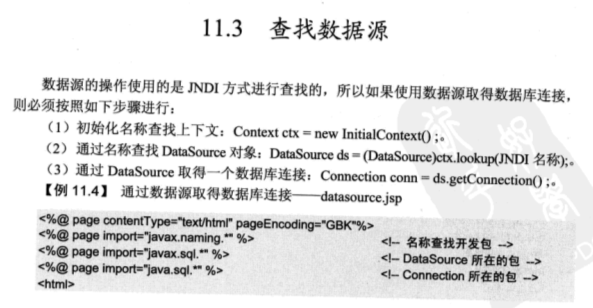 11.3 查找数据源
数据源的操作使用的是 JNDI 方式进行查找的，所以如果使用数据源取得数据库连接，
则必须按照如下步骤进行：
（1）初始化名称查找上下文：Context ctx = new InitialContext() ;。
（2）通过名称查找 DataSource 对象：DataSource ds = (DataSource)ctx.lookup(JNDI 名称);。
（3）通过 DataSource 取得一个数据库连接：Connection conn = ds.getConnection() ;。
【例 11.4】 通过数据源取得数据库连接——datasource.jsp
<%@ page contentType="text/html" pageEncoding="GBK"%>
<%@ page import="javax.naming.*" %> <!-- 名称查找开发包 -->
<%@ page import="javax.sql.*" %> <!-- DataSource 所在的包 -->
<%@ page import="java.sql.*" %> <!-- Connection 所在的包 -->
<html>